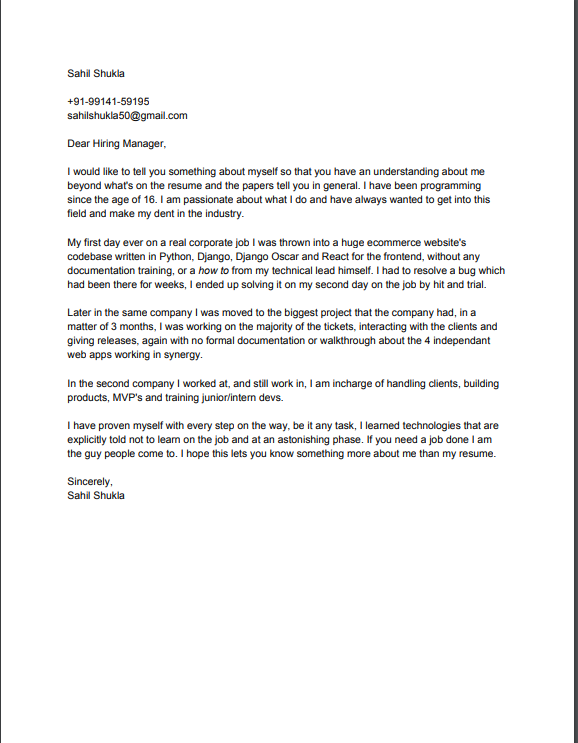 Sahil Shukla
+91-99141-59195
sahilshukla50@gmail.com
Dear Hiring Manager,
I would like to tell you something about myself so that you have an understanding about me
beyond what's on the resume and the papers tell you in general. I have been programming
since the age of 16. I am passionate about what I do and have always wanted to get into this
field and make my dent in the industry.
My first day ever on a real corporate job I was thrown into a huge ecommerce website's
codebase written in Python, Django, Django Oscar and React for the frontend, without any
documentation training, or a how to from my technical lead himself. I had to resolve a bug which
had been there for weeks, I ended up solving it on my second day on the job by hit and trial.
Later in the same company I was moved to the biggest project that the company had, in a
matter of 3 months, I was working on the majority of the tickets, interacting with the clients and
giving releases, again with no formal documentation or walkthrough about the 4 independant
web apps working in synergy.
In the second company I worked at, and still work in, I am incharge of handling clients, building
products, MVP's and training junior/intern devs.
I have proven myself with every step on the way, be it any task, I learned technologies that are
explicitly told not to learn on the job and at an astonishing phase. If you need a job done I am
the guy people come to. I hope this lets you know something more about me than my resume.
Sincerely,
Sahil Shukla